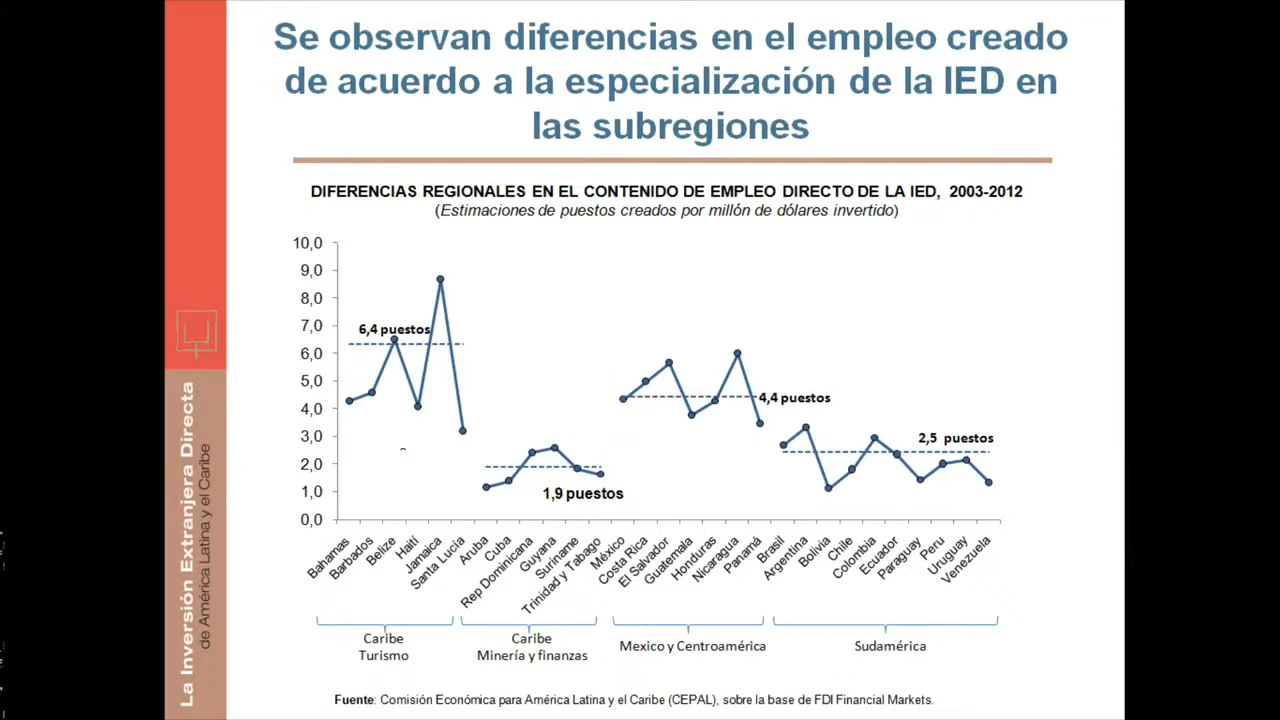 Se observan diferencias en el empleo creado
de acuerdo a la especialización de la IED en
las subregiones
DIFERENCIAS REGIONALES EN EL CONTENIDO DE EMPLEO DIRECTO DE LA IED, 2003-2012
(Estimaciones de puestos creados por millón de dólares invertido)
10,0
9,0
8,0
7,0
6,0
5,0
4,0
3,0
2,0
1,0
0,0
6,4 puestos
1,9 puestos
4,4 puestos
2,5 puestos
Bahamas
Barbados
Belize
Haití
Jamaica
Santa Lucía
Aruba
Cuba
Rep Dominicana
Guyana
Suriname
Trinidad y Tabago
México
Costa Rica
El Salvador
Guatemala
Honduras
Nicaragua
Panamá
Brasil
Argentina
Bolivia
Chile
Colombia
Ecuador
Paraguay
Peru
Uruguay
Venezuela
Caribe
Turismo
Caribe
Minería y finanzas
Mexico y Centroamérica
Sudamérica
Fuente: Comisión Económica para América Latina y el Caribe (CEPAL), sobre la base de FDI Financial Markets.
La Inversión Extranjera Directa
de América Latina y el Caribe